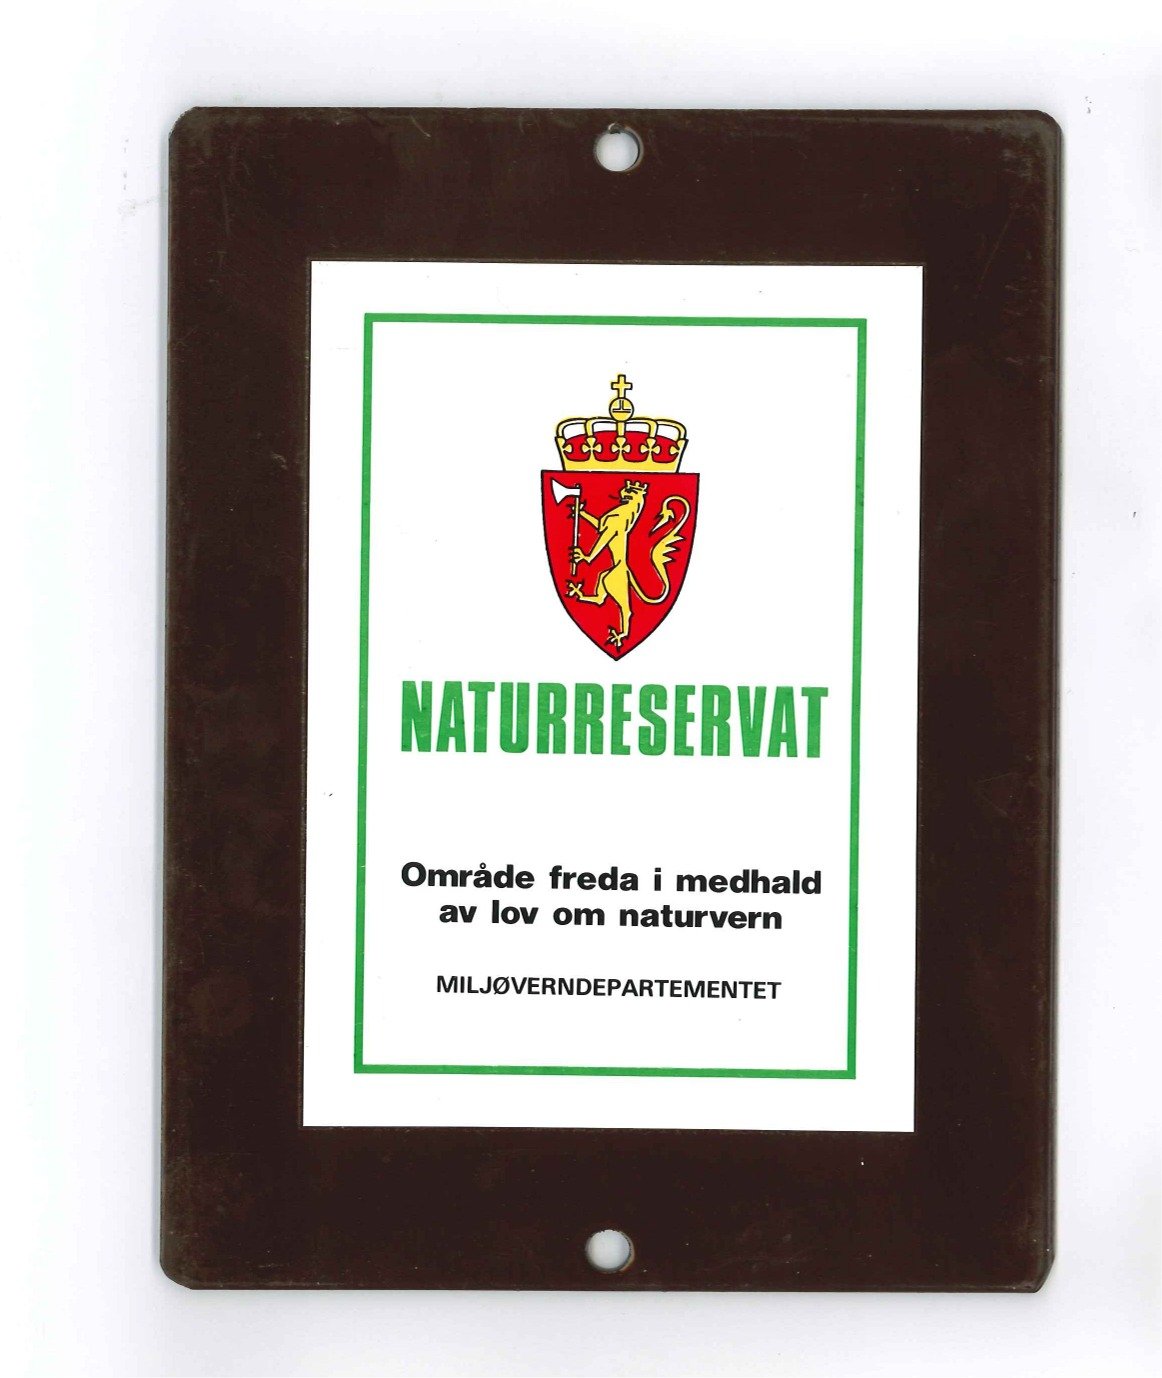 NATURRESERVAT
Område freda i medhald
av lov om naturvern
MILJØVERNDEPARTEMENTET